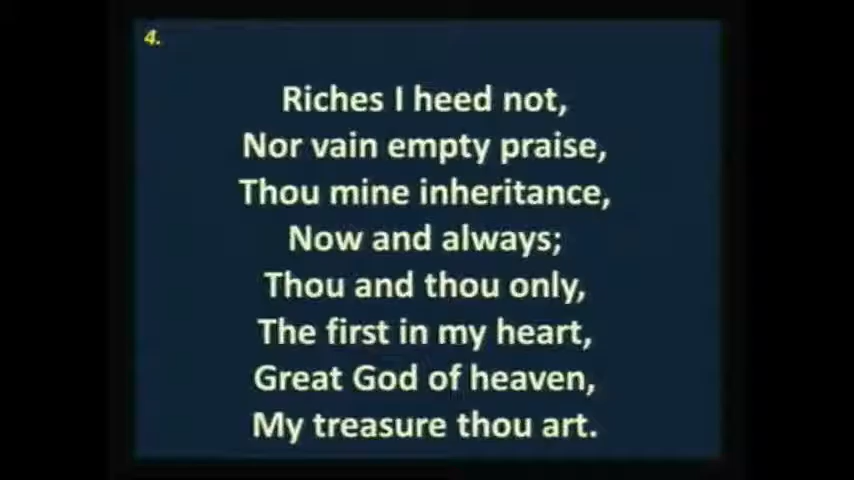 4.
Riches I heed not,
Nor vain empty praise,
Thou mine inheritance,
Now and always;
Thou and thou only,
The first in my heart,
Great God of heaven,
My treasure thou art.